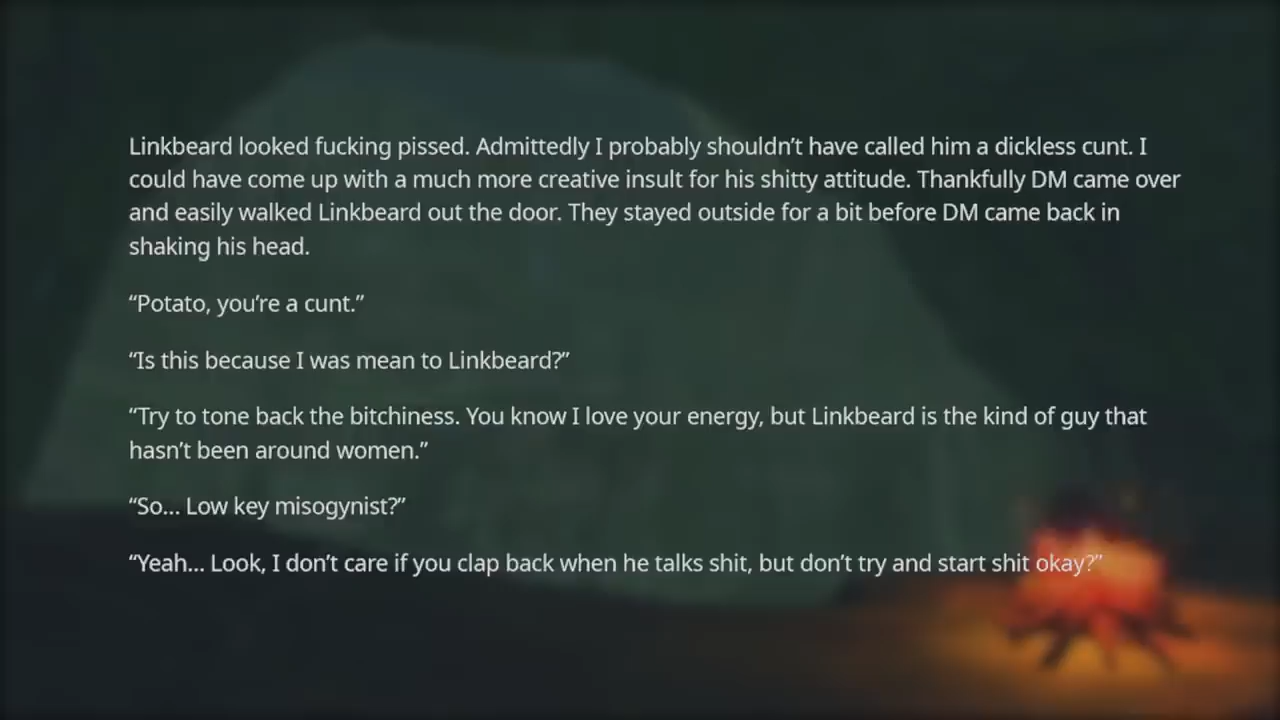 Linkbeard looked fucking pissed. Admittedly I probably shouldn’t have called him a dickless cunt. I
could have come up with a much more creative insult for his shitty attitude. Thankfully DM came over
and easily walked Linkbeard out the door. They stayed outside for a bit before DM came back in
shaking his head.
“Potato, you’re a cunt.”
“Is this because I was mean to Linkbeard?”
“Try to tone back the bitchiness. You know I love your energy, but Linkbeard is the kind of guy that
hasn’t been around women.”
“So... Low key misogynist?”
“Yeah... Look, I don’t care if you clap back when he talks shit, but don’t try and start shit okay?”